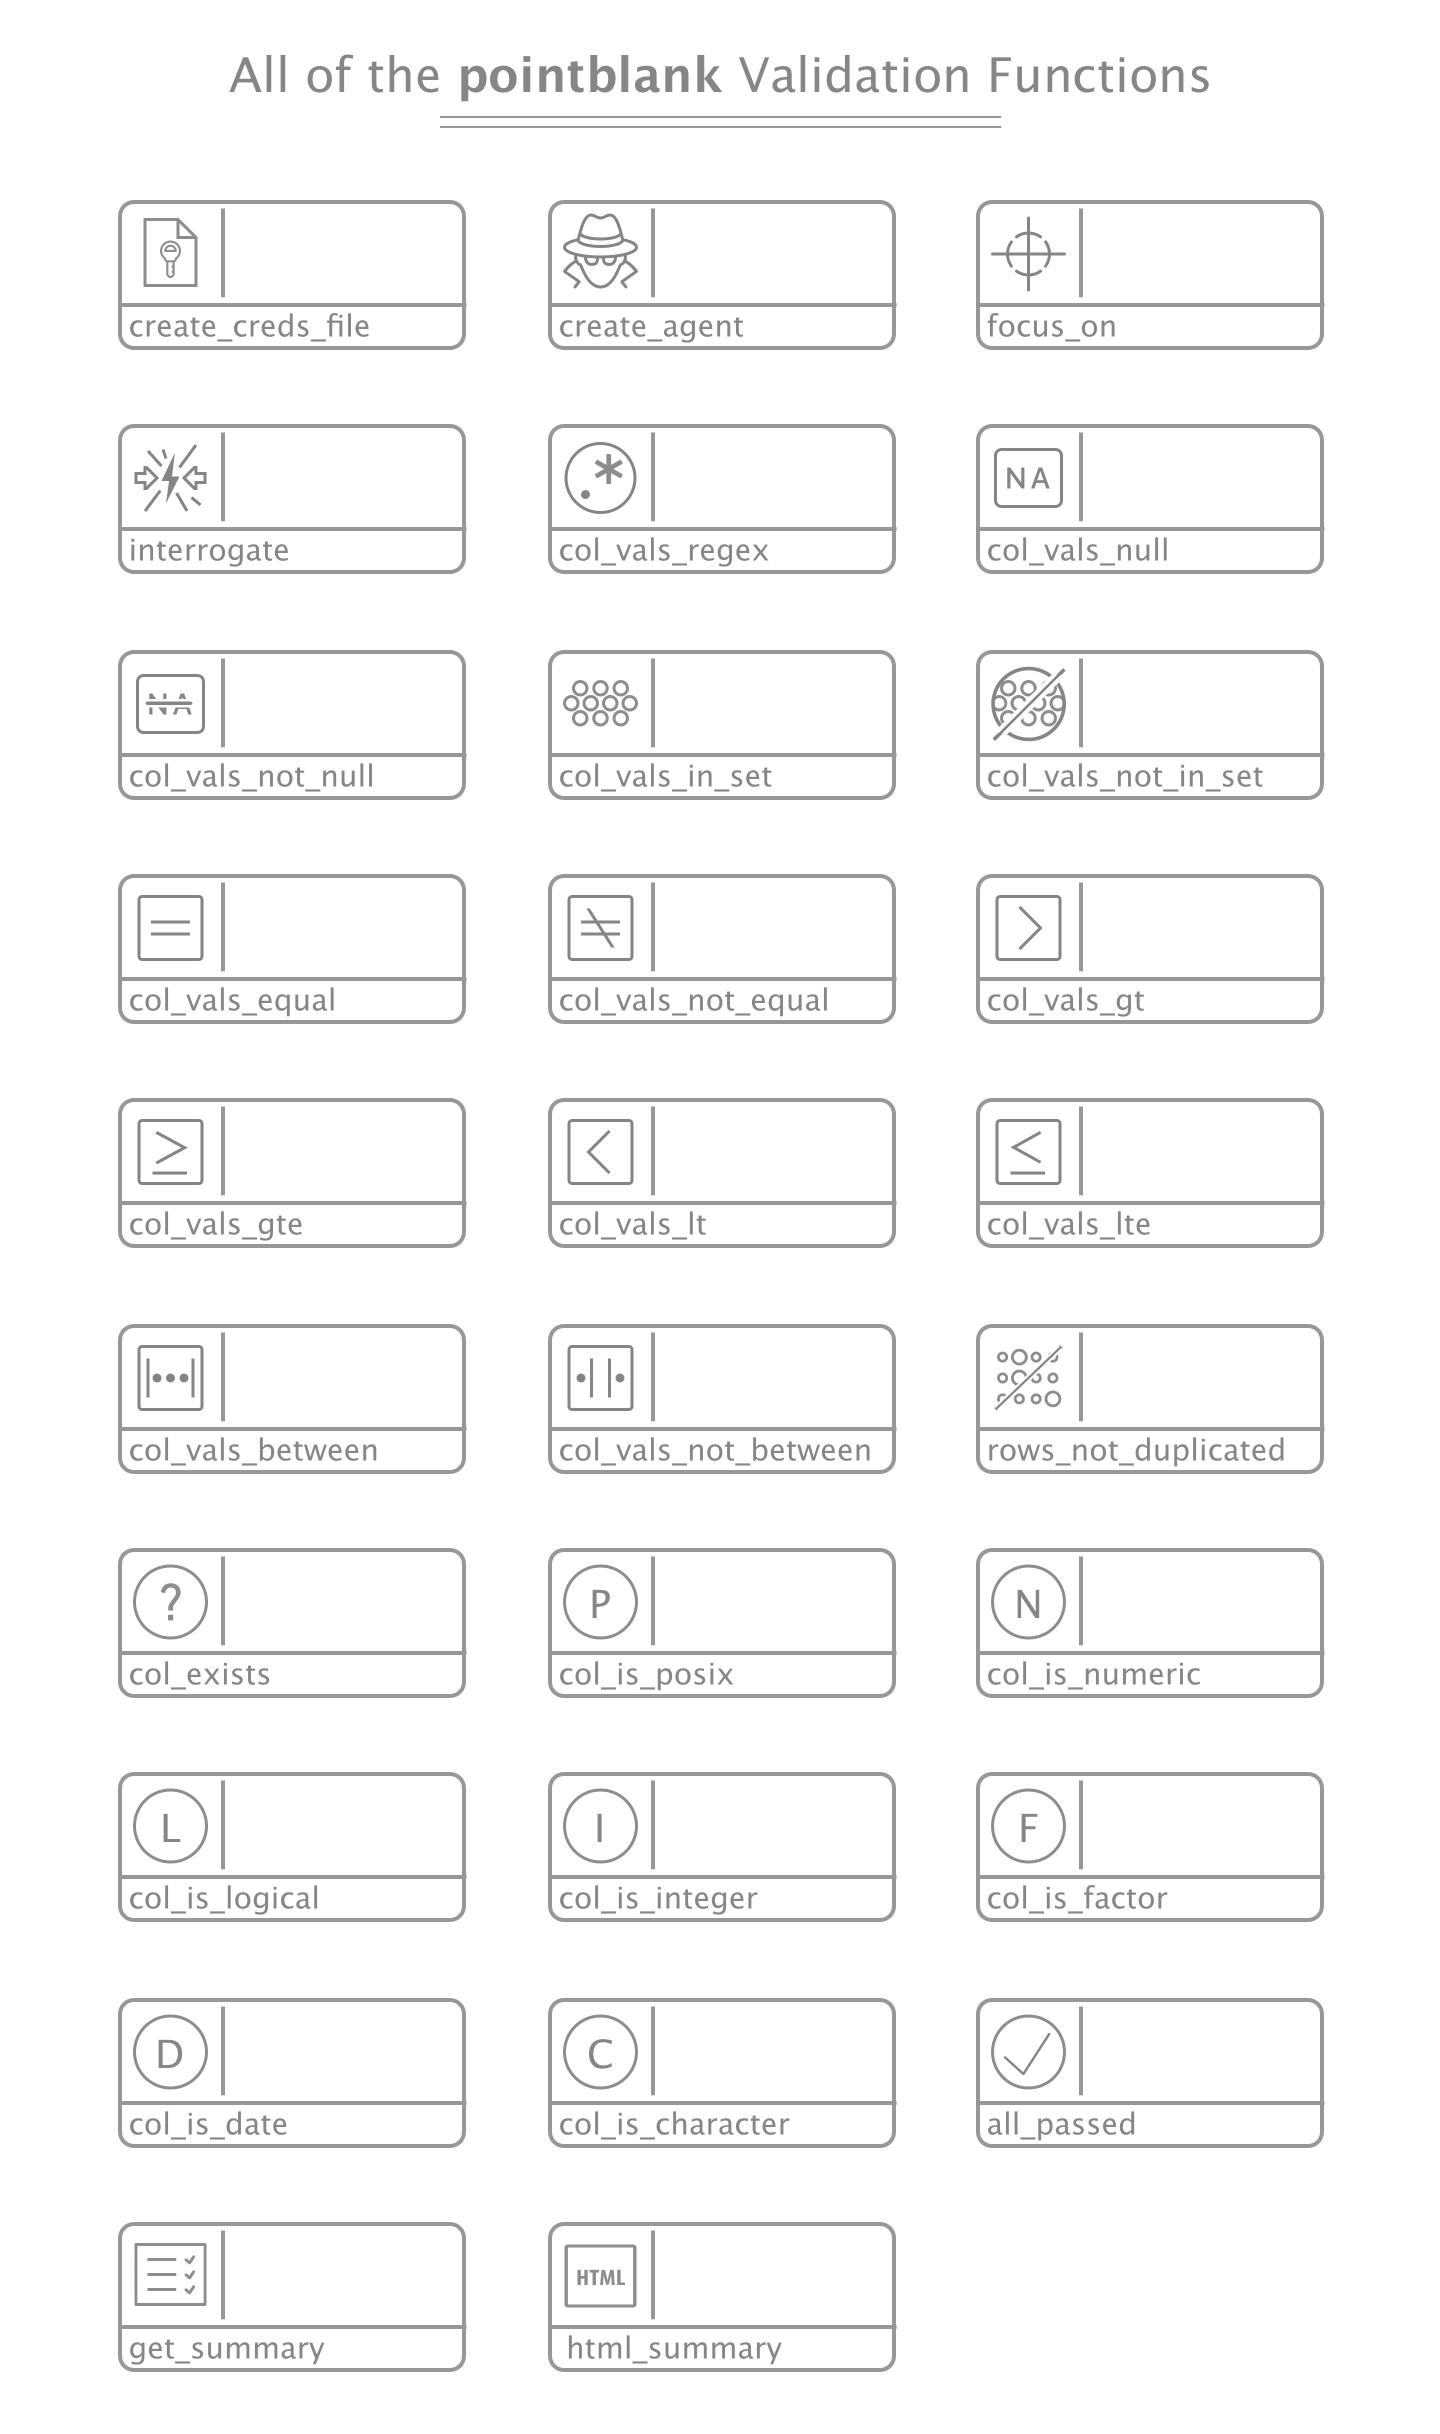 All of the pointblank Validation Functions
create_creds_file
create_agent
focus_on
interrogate
.*
col_vals_regex
NA
col_vals_null
NA
col_vals_not_null
col_vals_in_set
col_vals_not_in_set
=
col_vals_equal
≠
col_vals_not_equal
>
col_vals_gt
≥
col_vals_gte
<
col_vals_lt
≤
col_vals_lte
col_vals_between
col_vals_not_between
rows_not_duplicated
?
col_exists
P
col_is_posix
N
col_is_numeric
L
col_is_logical
I
col_is_integer
F
col_is_factor
D
col_is_date
C
col_is_character
all_passed
get_summary
HTML
html_summary